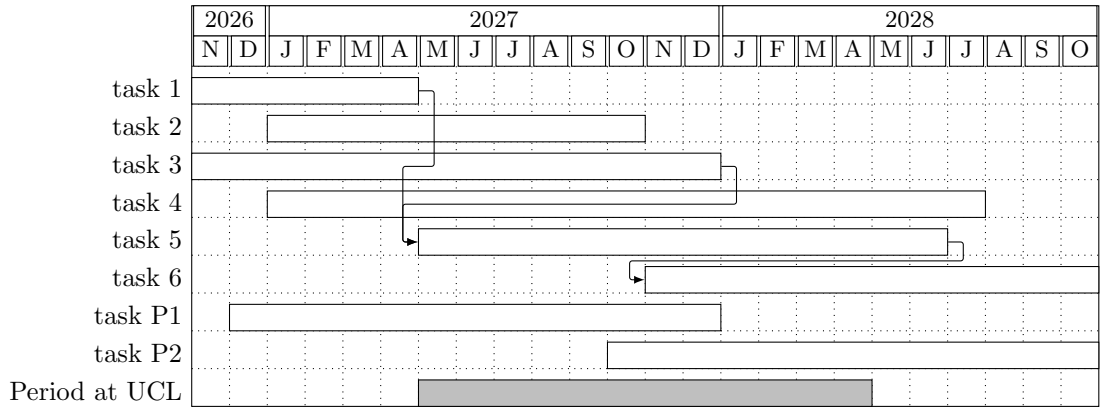 2026 2027 2028
N D J F M A M J J A S O N D J F M A M J J A S O
task 1
task 2
task 3
task 4
task 5
task 6
task P1
task P2
Period at UCL